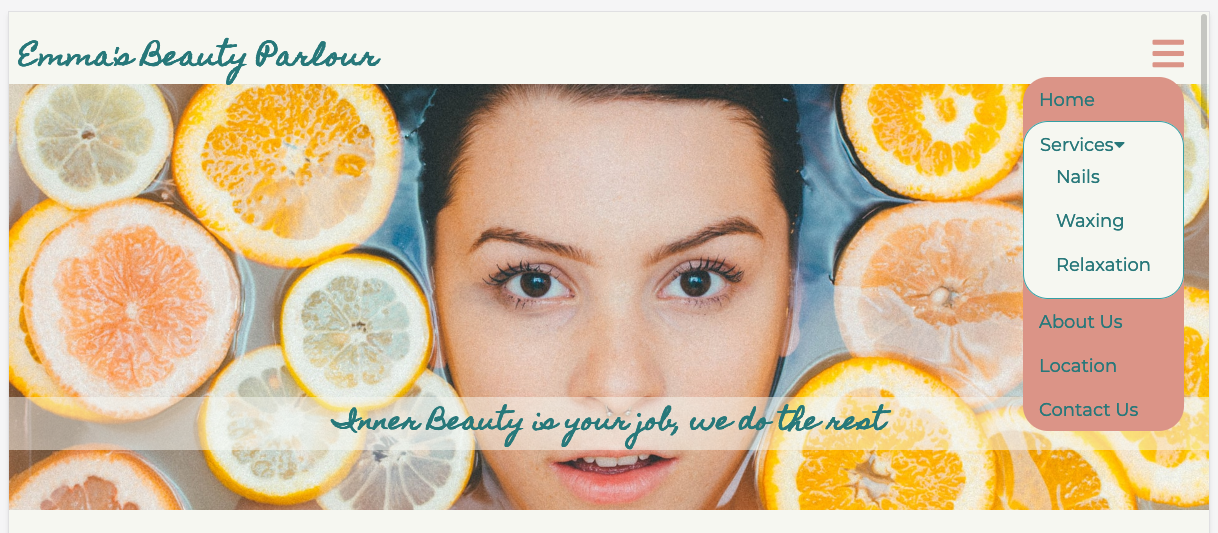 Emma's Beauty Parlour
Home
Services
Nails
Waxing
Relaxation
About Us
Location
Contact Us
Inner Beauty is your job, we do the rest